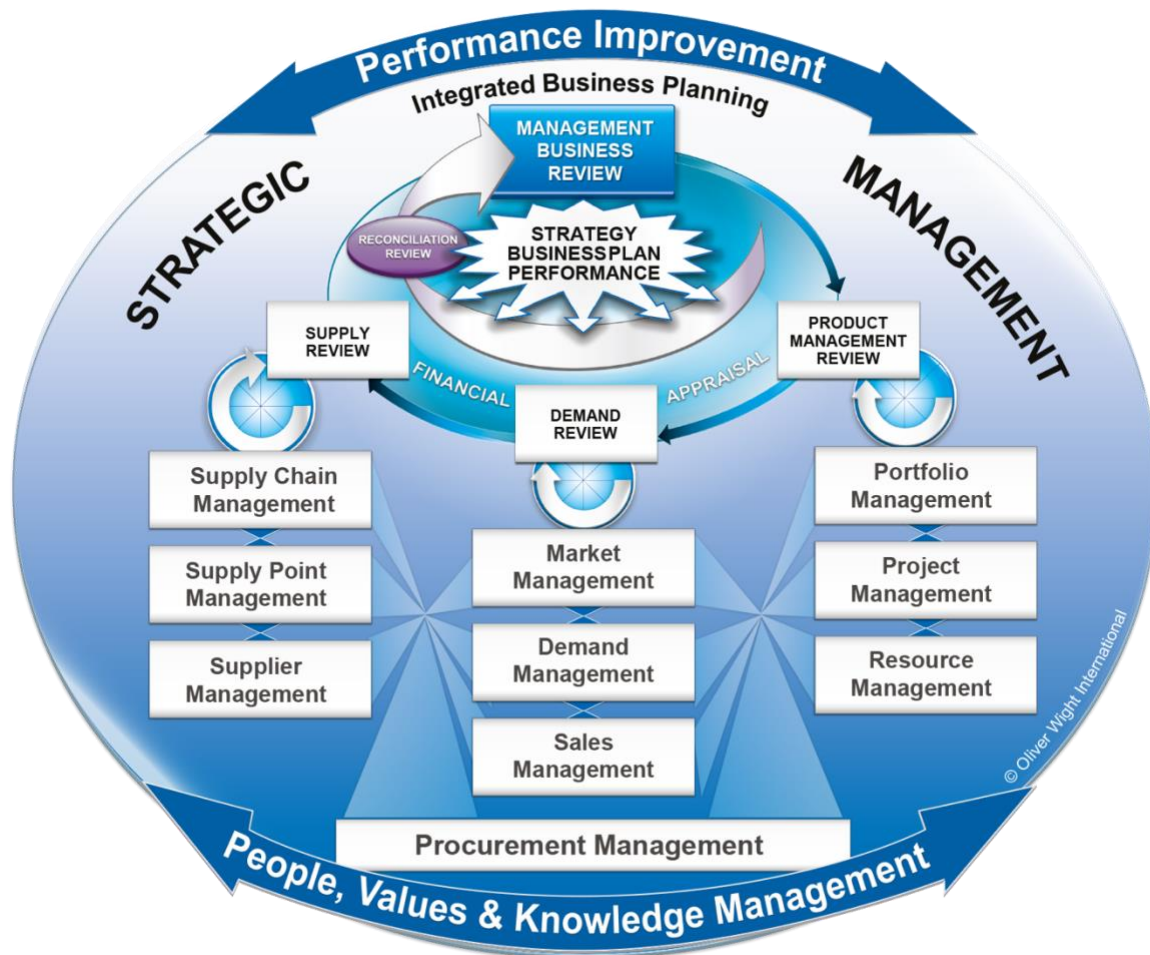 Performance Improvement
Integrated Business Planning
STRATEGIC
MANAGEMENT
MANAGEMENT
BUSINESS
REVIEW
RECONCILIATION
REVIEW
STRATEGY
BUSINESS PLAN
PERFORMANCE
SUPPLY
REVIEW
PRODUCT
MANAGEMENT
REVIEW
FINANCIAL
APPRAISAL
DEMAND
REVIEW
Supply Chain
Management
Supply Point
Management
Supplier
Management
Market
Management
Demand
Management
Sales
Management
Portfolio
Management
Project
Management
Resource
Management
© Oliver Wight International
Procurement Management
People, Values & Knowledge Management